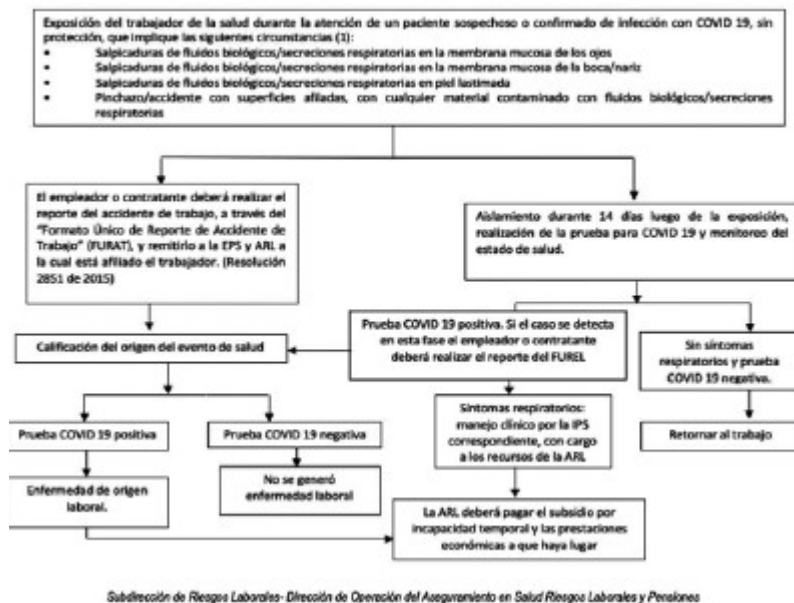 Exposición del trabajador de la salud durante la atención de un paciente sospechoso o confirmado de infección con COVID 19, sin
protección, que implique las siguientes circunstancias (1):
• Salpicaduras de fluidos biológicos/secreciones respiratorias en la membrana mucosa de los ojos
• Salpicaduras de fluidos biológicos/secreciones respiratorias en la membrana mucosa de la boca/nariz
• Salpicaduras de fluidos biológicos/secreciones respiratorias en piel lastimada
• Pinchazo/accidente con superficies afiladas, con cualquier material contaminado con fluidos biológicos/secreciones
respiratorias
El empleador o contratante deberá realizar el
reporte del accidente de trabajo, a través del
"Formato Único de Reporte de Accidente de
Trabajo" (FURAT), y remitirlo a la EPS y ARL a
la cual está afiliado el trabajador. (Resolución
2851 de 2015)
Aislamiento durante 14 días luego de la exposición,
realización de la prueba para COVID 19 y monitoreo del
estado de salud.
Calificación del origen del evento de salud
Prueba COVID 19 positiva. Si el caso se detecta
en esta fase el empleador o contratante
deberá realizar el reporte del FUREL
Sin síntomas
respiratorios y prueba
COVID 19 negativa.
Prueba COVID 19 positiva
Prueba COVID 19 negativa
Síntomas respiratorios:
manejo clínico por la IPS
correspondiente, con cargo
a los recursos de la ARL
Retornar al trabajo
Enfermedad de origen
laboral.
No se generó
enfermedad laboral
La ARL deberá pagar el subsidio por
incapacidad temporal y las prestaciones
económicas a que haya lugar
Subdirección de Riesgos Laborales- Dirección de Operación del Aseguramiento en Salud Riesgos Laborales y Pensiones